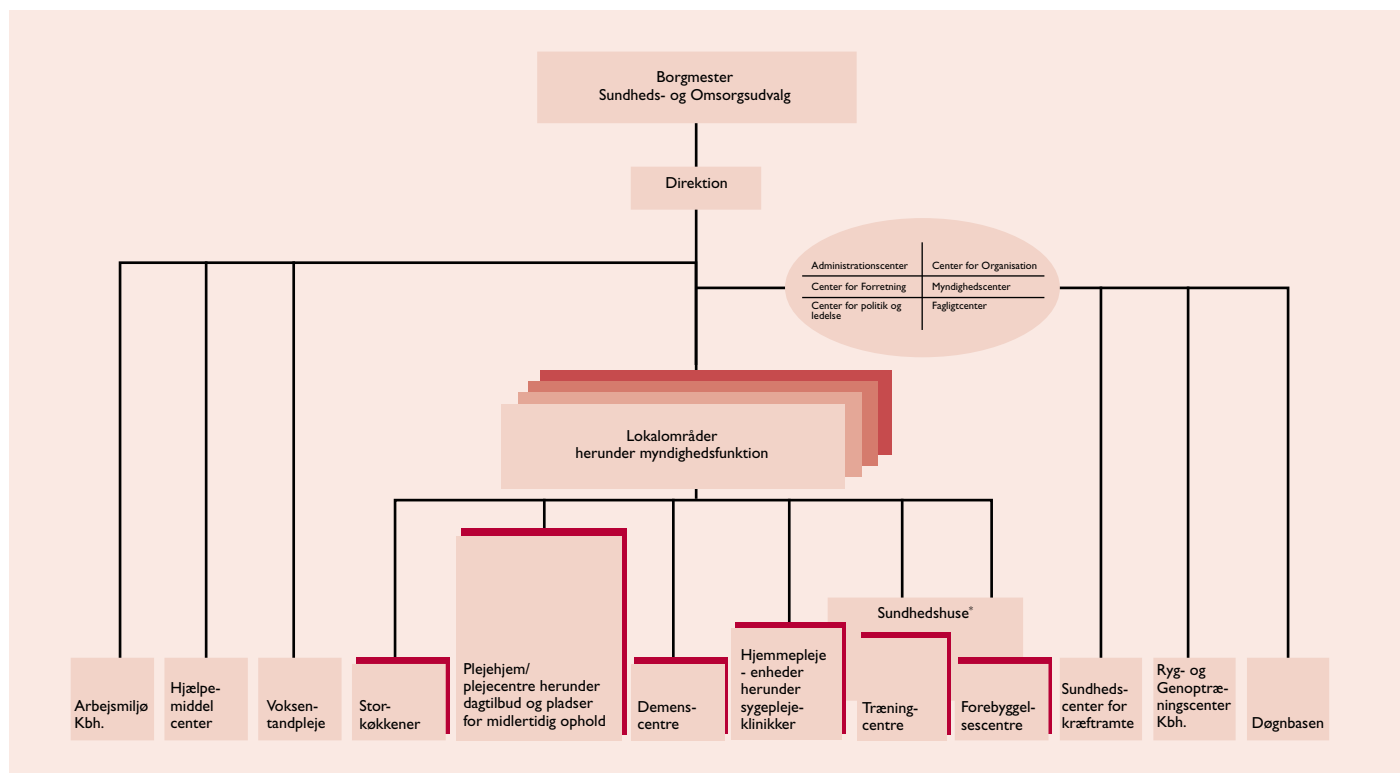 Borgmester
Sundheds- og Omsorgsudvalg
Direktion
Administrationscenter
Center for Organisation
Center for Forretning
Myndighedscenter
Center for politik og
ledelse
Fagligtcenter
Lokalområder
herunder myndighedsfunktion
Sundhedshuse*
Arbejsmiljø
Kbh.
Hjælpe-
middel
center
Voksen-
tandpleje
Stor-
køkkener
Plejehjem/
plejecentre herunder
dagtilbud og pladser
for midlertidig ophold
Demens-
centre
Hjemmepleje
- enheder
herunder
sygepleje-
klinikker
Træning-
centre
Forebyggel-
sescentre
Sundheds-
center for
kræftramte
Ryg- og
Genoptræ-
ningscenter
Kbh.
Døgnbasen